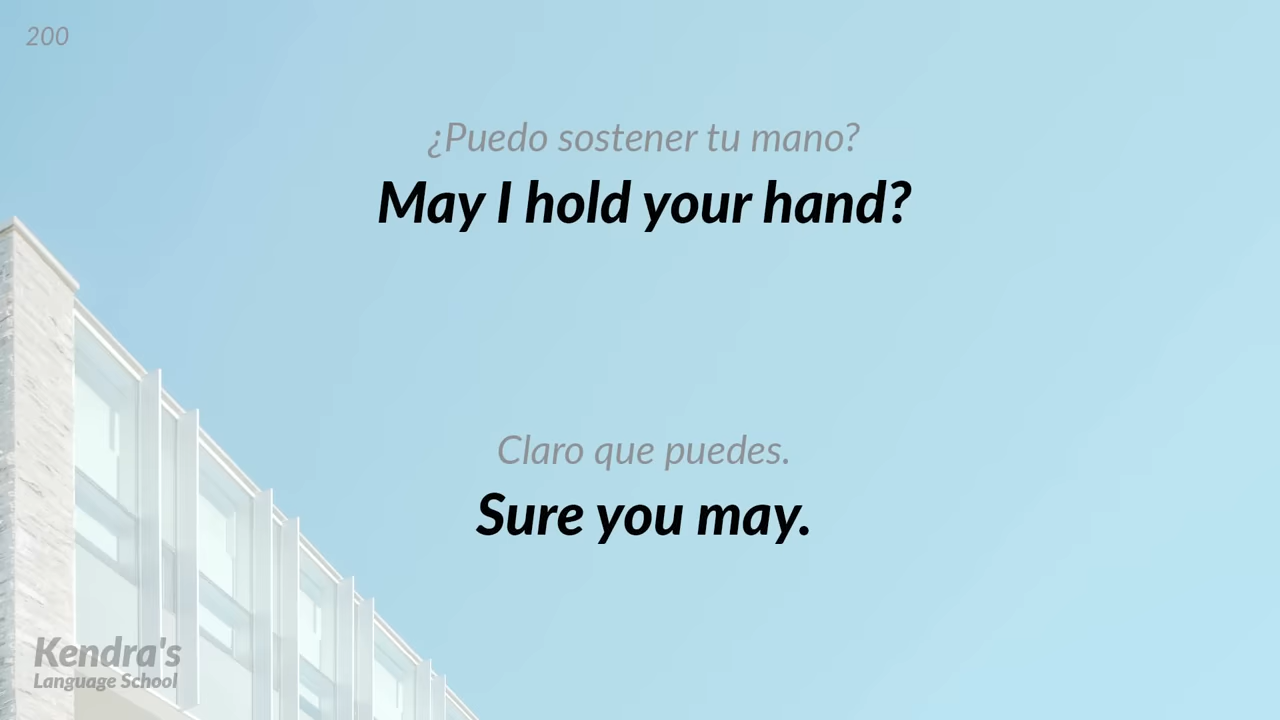 200
¿Puedo sostener tu mano?
May I hold your hand?
Claro que puedes.
Sure you may.
Kendra's
Language School